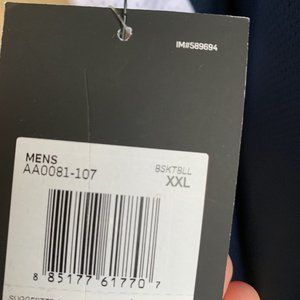 IM#589694
MENS
AA0081-107
BSKTBLL
XXL
8 85177 61770 7